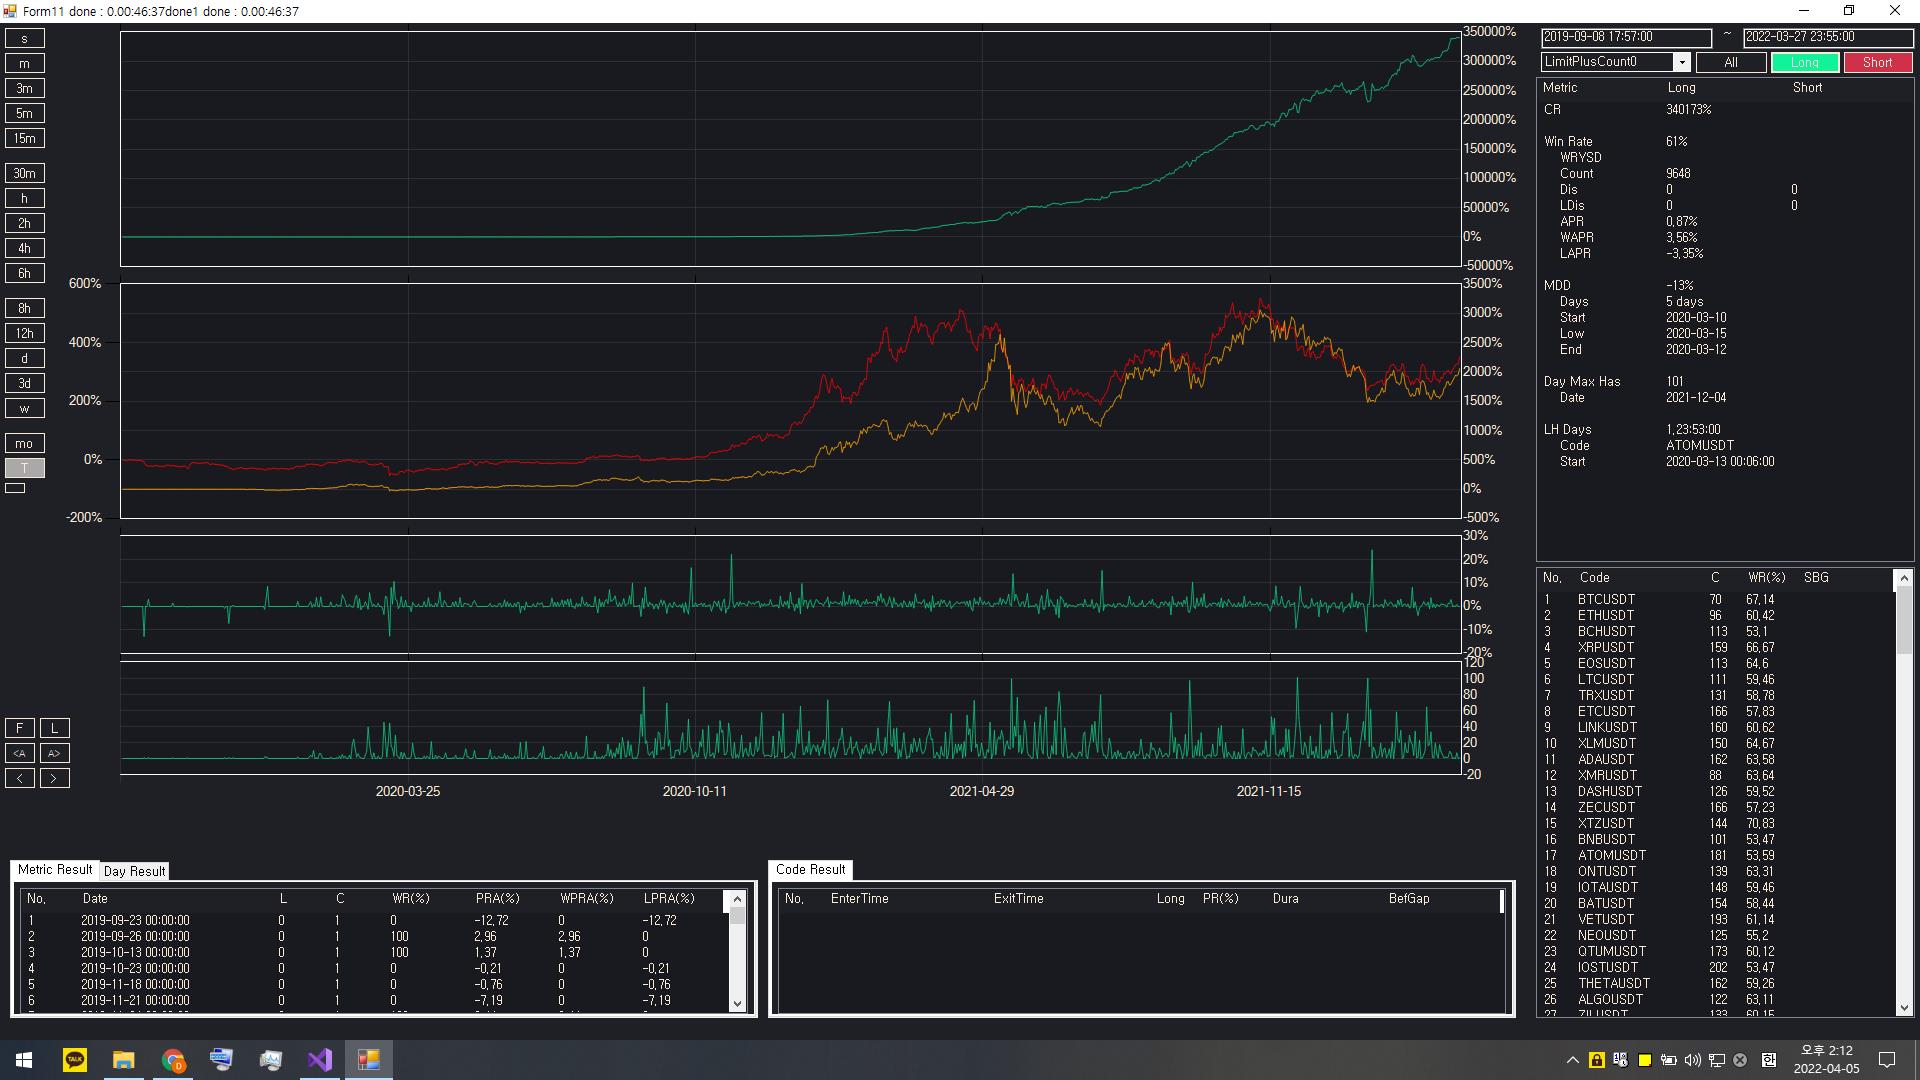 Form11 done : 0.00:46:37done1 done : 0.00:46:37
s
m
3m
5m
15m
30m
h
2h
4h
6h
8h
12h
d
3d
w
mo
T
F L
<A A>
< >
350000%
300000%
250000%
200000%
150000%
100000%
50000%
0%
-50000%
600%
400%
200%
0%
-200%
3500%
3000%
2500%
2000%
1500%
1000%
500%
0%
-500%
30%
20%
10%
0%
-10%
-20%
120
100
80
60
40
20
0
-20
2020-03-25 2020-10-11 2021-04-29 2021-11-15
2019-09-08 17:57:00 ~ 2022-03-27 23:55:00
LimitPlusCount0 All Long Short
Metric Long Short
CR 340173%
Win Rate 61%
WRYSD
Count 9648
Dis 0 0
LDis 0 0
APR 0.87%
WAPR 3.56%
LAPR -3.35%
MDD -13%
Days 5 days
Start 2020-03-10
Low 2020-03-15
End 2020-03-12
Day Max Has 101
Date 2021-12-04
LH Days 1.23:53:00
Code ATOMUSDT
Start 2020-03-13 00:06:00
No. Code C WR(%) SBG
1 BTCUSDT 70 67.14
2 ETHUSDT 96 60.42
3 BCHUSDT 113 53.1
4 XRPUSDT 159 66.67
5 EOSUSDT 113 64.6
6 LTCUSDT 111 59.46
7 TRXUSDT 131 58.78
8 ETCUSDT 166 57.83
9 LINKUSDT 160 60.62
10 XLMUSDT 150 64.67
11 ADAUSDT 162 63.58
12 XMRUSDT 88 63.64
13 DASHUSDT 126 59.52
14 ZECUSDT 166 57.23
15 XTZUSDT 144 70.83
16 BNBUSDT 101 53.47
17 ATOMUSDT 181 53.59
18 ONTUSDT 139 63.31
19 IOTAUSDT 148 59.46
20 BATUSDT 154 58.44
21 VETUSDT 193 61.14
22 NEOUSDT 125 55.2
23 QTUMUSDT 173 60.12
24 IOSTUSDT 202 53.47
25 THETAUSDT 162 59.26
26 ALGOUSDT 122 63.11
27 ZILUSDT 133 60.15
Metric Result Day Result
No. Date L C WR(%) PRA(%) WPRA(%) LPRA(%)
1 2019-09-23 00:00:00 0 1 0 -12.72 0 -12.72
2 2019-09-26 00:00:00 0 1 100 2.96 2.96 0
3 2019-10-13 00:00:00 0 1 100 1.37 1.37 0
4 2019-10-23 00:00:00 0 1 0 -0.21 0 -0.21
5 2019-11-18 00:00:00 0 1 0 -0.76 0 -0.76
6 2019-11-21 00:00:00 0 1 0 -7.19 0 -7.19
Code Result
No. EnterTime ExitTime Long PR(%) Dura BefGap
TALK
오후 2:12
2022-04-05